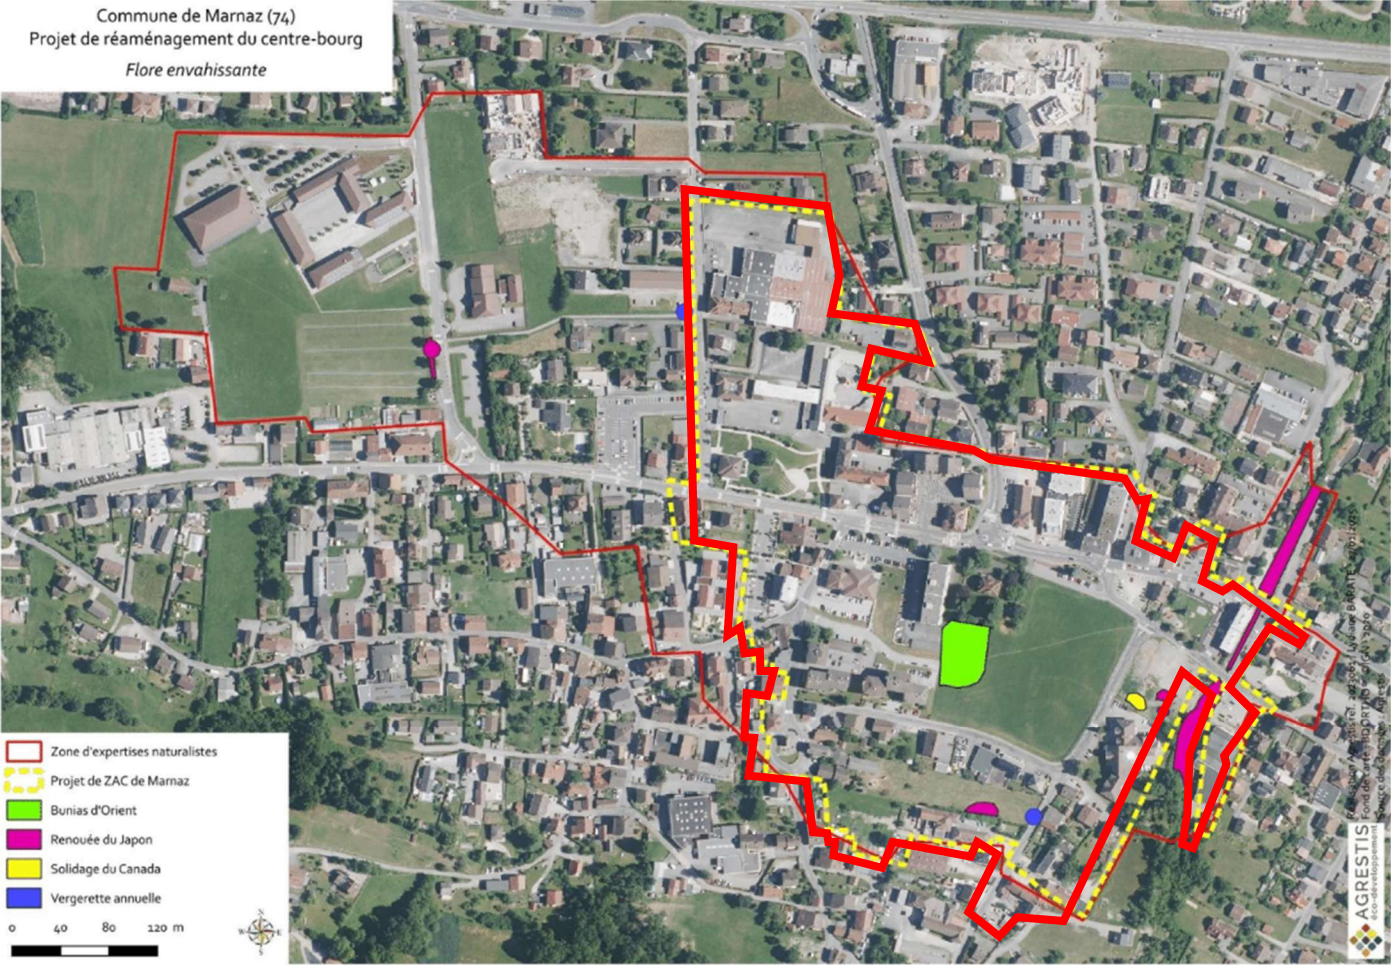 Commune de Marnaz (74)
Projet de réaménagement du centre-bourg
Flore envahissante
Zone d'expertises naturalistes
Projet de ZAC de Marnaz
Bunias d'Orient
Renouée du Japon
Solidage du Canada
Vergerette annuelle
0 40 80 120 m
N
S
AGRESTIS
éco-développement